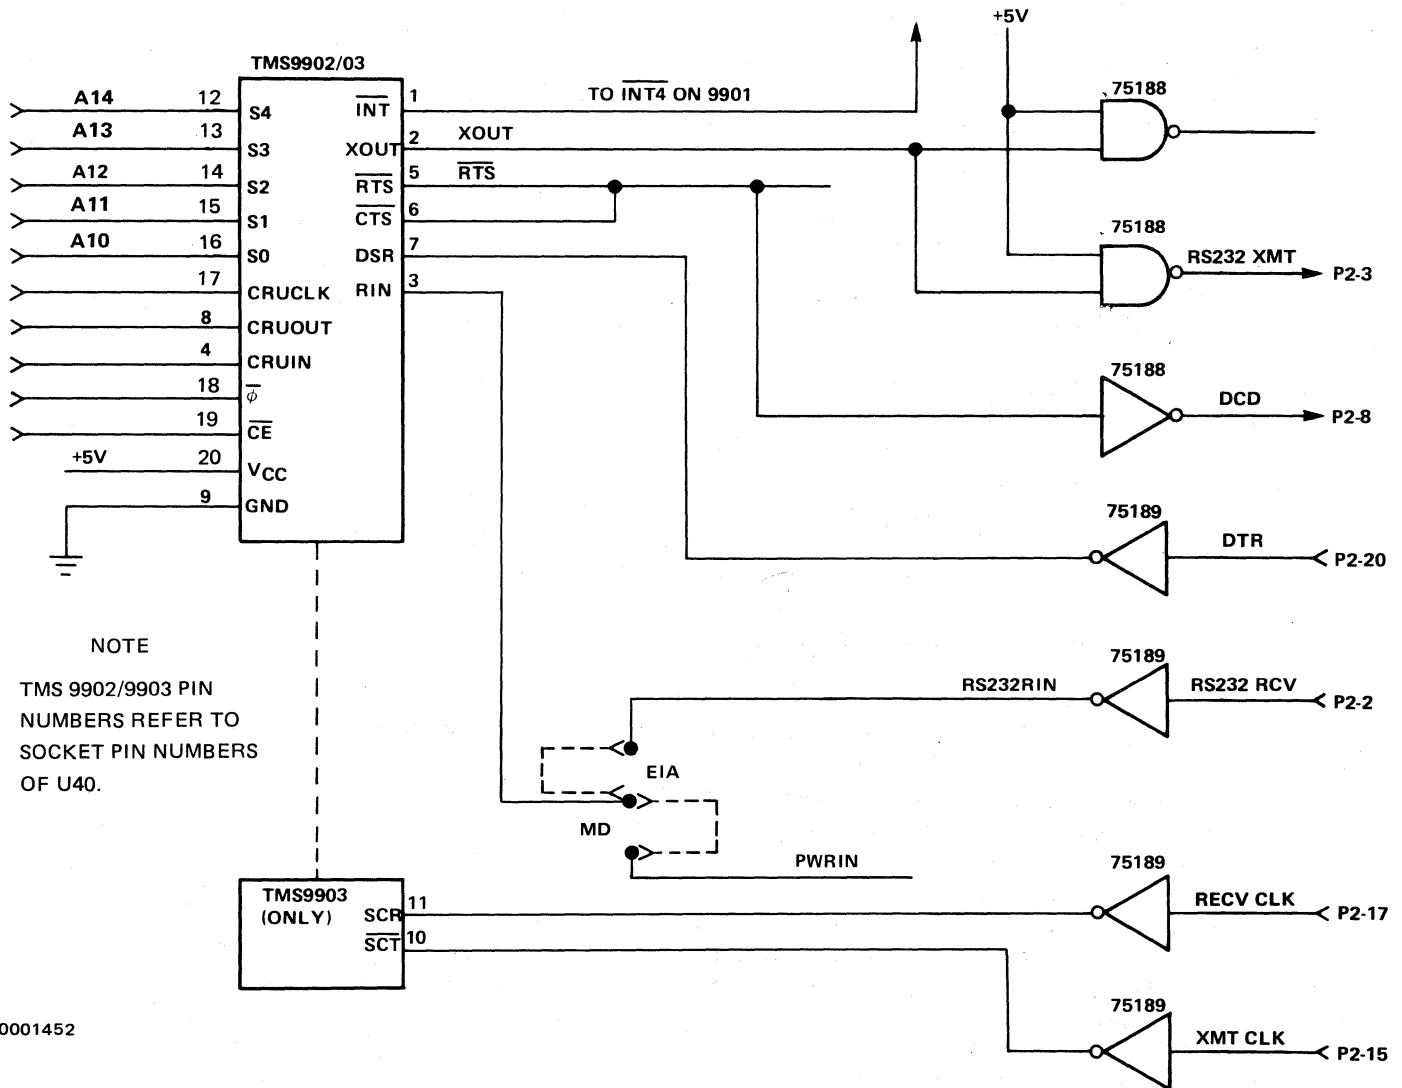 +5V
TMS9902/03
75188
A14 12 S4 INT 1 TO INT4 ON 9901
A13 13 S3 XOUT 2 XOUT
A12 14 S2 RTS 5 RTS
A11 15 S1 CTS 6
A10 16 S0 DSR 7
75188
RS232 XMT P2-3
17 CRUCLK RIN 3
8 CRUOUT
4 CRUIN
18 φ
19 CE
+5V 20 VCC
9 GND
75188
DCD P2-8
75189
DTR P2-20
NOTE
TMS 9902/9903 PIN
NUMBERS REFER TO
SOCKET PIN NUMBERS
OF U40.
75189
RS232RIN RS232 RCV P2-2
EIA
MD
PWRIN
75189
TMS9903
(ONLY)
SCR 11 RECV CLK P2-17
SCT 10
75189
XMT CLK P2-15
0001452